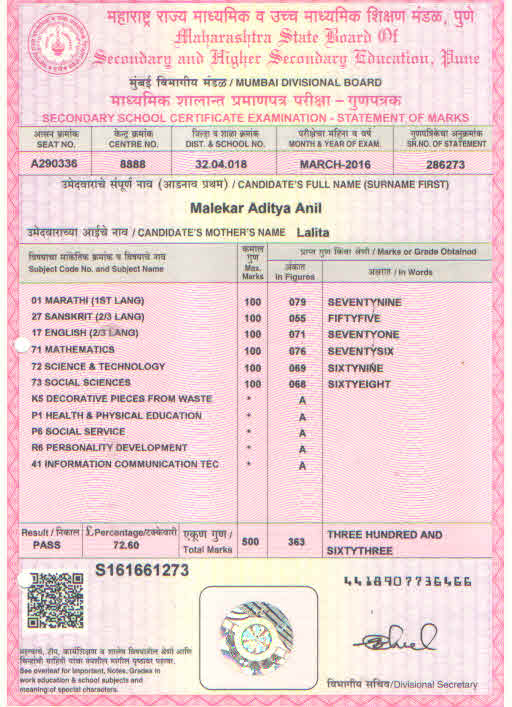 महाराष्ट्र राज्य माध्यमिक व उच्च माध्यमिक शिक्षण मंडळ, पुणे
Maharashtra State Board Of
Secondary and Higher Secondary Education, Pune
मुंबई विभागीय मंडळ / MUMBAI DIVISIONAL BOARD
माध्यमिक शालान्त प्रमाणपत्र परीक्षा – गुणपत्रक
SECONDARY SCHOOL CERTIFICATE EXAMINATION - STATEMENT OF MARKS
आसन क्रमांक केन्द्र क्रमांक जिल्हा व शाळा क्रमांक परीक्षेचा महिना व वर्ष गुणपत्रिकेचा अनुक्रमांक
SEAT NO. CENTRE NO. DIST. & SCHOOL NO. MONTH & YEAR OF EXAM. SR.NO. OF STATEMENT
A290336 8888 32.04.018 MARCH-2016 286273
उमेदवाराचे संपूर्ण नाव (आडनाव प्रथम) / CANDIDATE'S FULL NAME (SURNAME FIRST)
Malekar Aditya Anil
उमेदवाराच्या आईचे नाव / CANDIDATE'S MOTHER'S NAME Lalita
विषयाचा सांकेतिक क्रमांक व विषयाचे नाव
Subject Code No. and Subject Name
कमाल
गुण
Max.
Marks
प्राप्त गुण किंवा श्रेणी / Marks or Grade Obtained
अंकात
In Figures
अक्षरात / In Words
01 MARATHI (1ST LANG) 100 079 SEVENTYNINE
27 SANSKRIT (2/3 LANG) 100 055 FIFTYFIVE
17 ENGLISH (2/3 LANG) 100 071 SEVENTYONE
71 MATHEMATICS 100 076 SEVENTYSIX
72 SCIENCE & TECHNOLOGY 100 069 SIXTYNINE
73 SOCIAL SCIENCES 100 068 SIXTYEIGHT
K5 DECORATIVE PIECES FROM WASTE * A
P1 HEALTH & PHYSICAL EDUCATION * A
P6 SOCIAL SERVICE * A
R6 PERSONALITY DEVELOPMENT * A
41 INFORMATION COMMUNICATION TEC * A
Result / निकाल
PASS
£ Percentage/टक्केवारी
72.60
एकूण गुण /
Total Marks
500 363 THREE HUNDRED AND
SIXTYTHREE
S161661273
4418907736466
See overleaf for Important, Notes, Grades in
work education & school subjects and
meaning of special characters.
विभागीय सचिव/Divisional Secretary